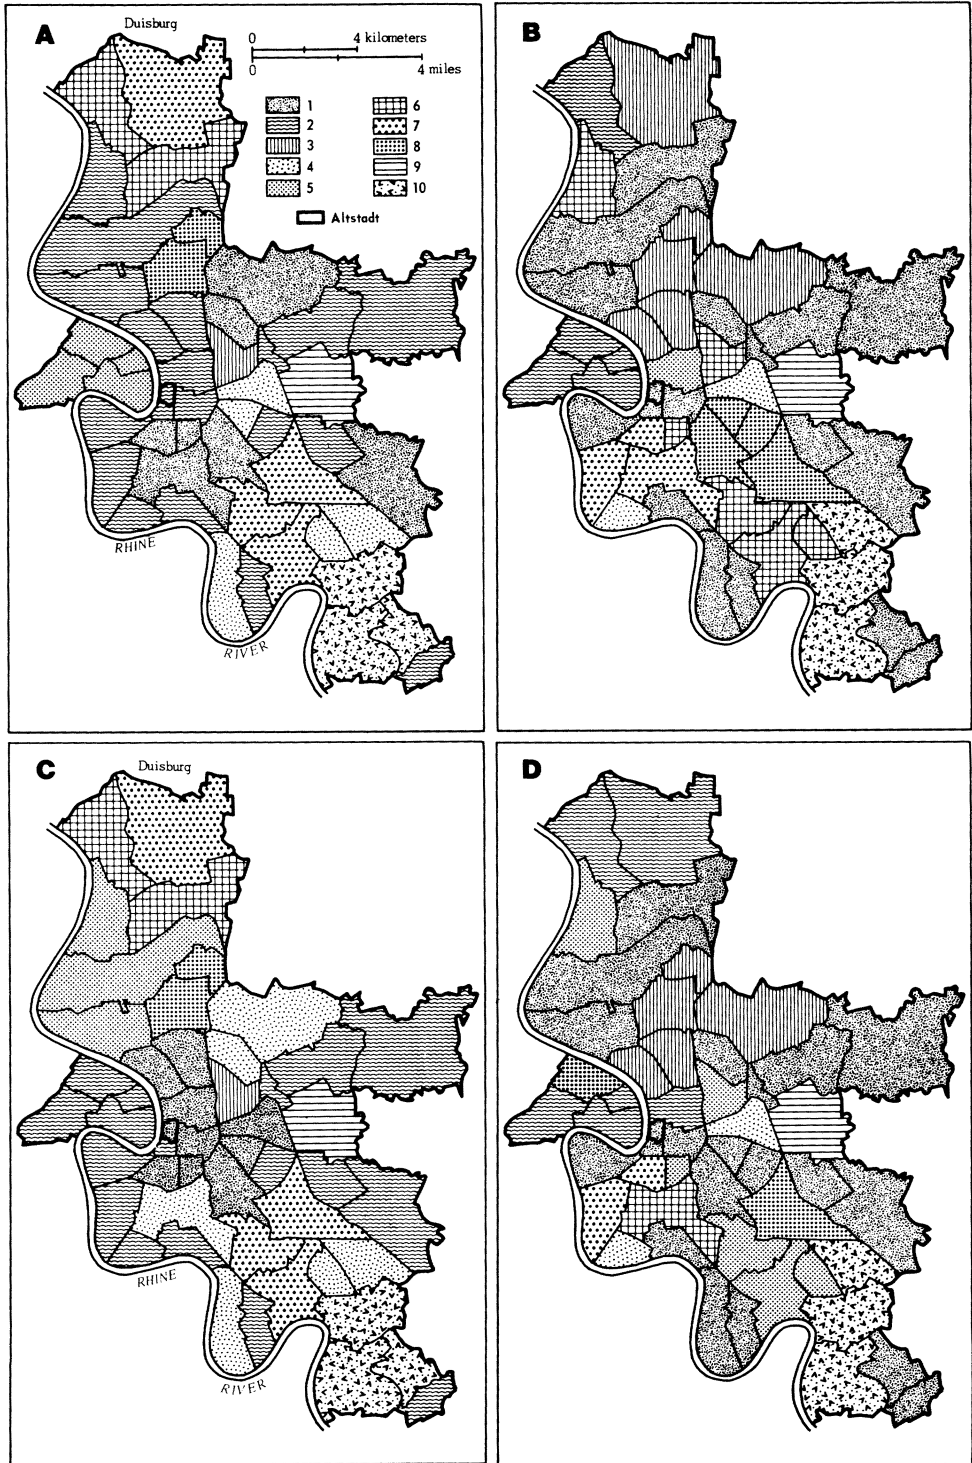 A
Duisburg
0 4 kilometers
0 4 miles
1 6
2 7
3 8
4 9
5 10
Altstadt
RHINE
RIVER
B
C
Duisburg
RHINE
RIVER
D